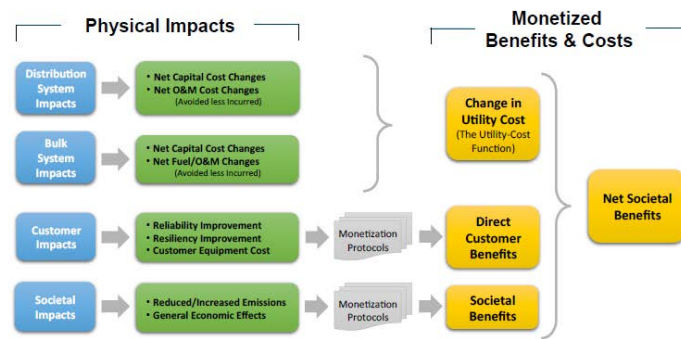 Physical Impacts
Monetized
Benefits & Costs
Distribution
System
Impacts
• Net Capital Cost Changes
• Net O&M Cost Changes
(Avoided less Incurred)
Change in
Utility Cost
(The Utility-Cost
Function)
Bulk
System
Impacts
• Net Capital Cost Changes
• Net Fuel/O&M Changes
(Avoided less Incurred)
Net Societal
Benefits
Customer
Impacts
• Reliability Improvement
• Resiliency Improvement
• Customer Equipment Cost
Monetization
Protocols
Direct
Customer
Benefits
Societal
Impacts
• Reduced/Increased Emissions
• General Economic Effects
Monetization
Protocols
Societal
Benefits